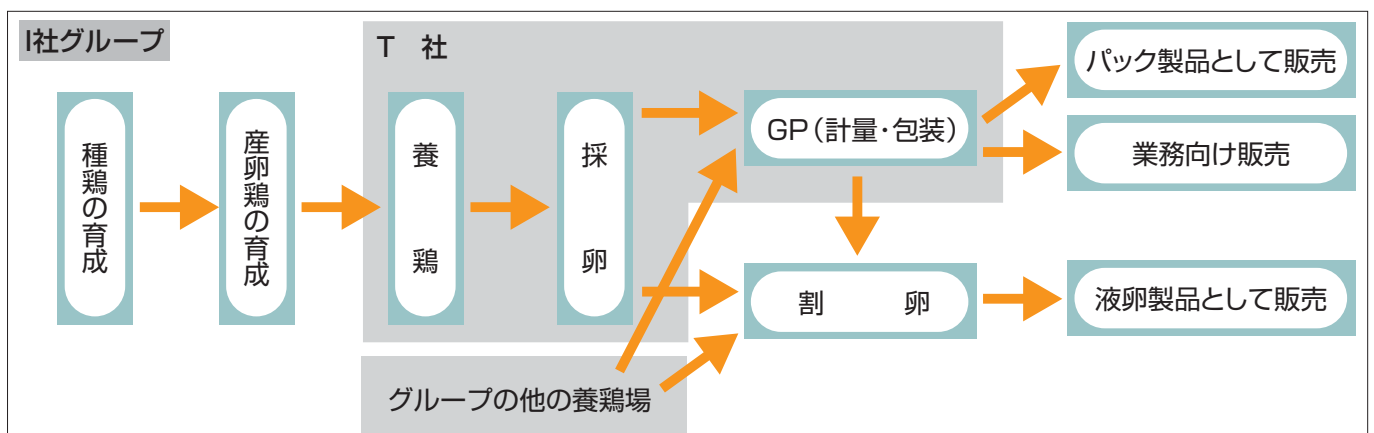 I社グループ
T 社
種鶏の育成
産卵鶏の育成
養鶏
採卵
GP(計量・包装)
割卵
グループの他の養鶏場
パック製品として販売
業務向け販売
液卵製品として販売